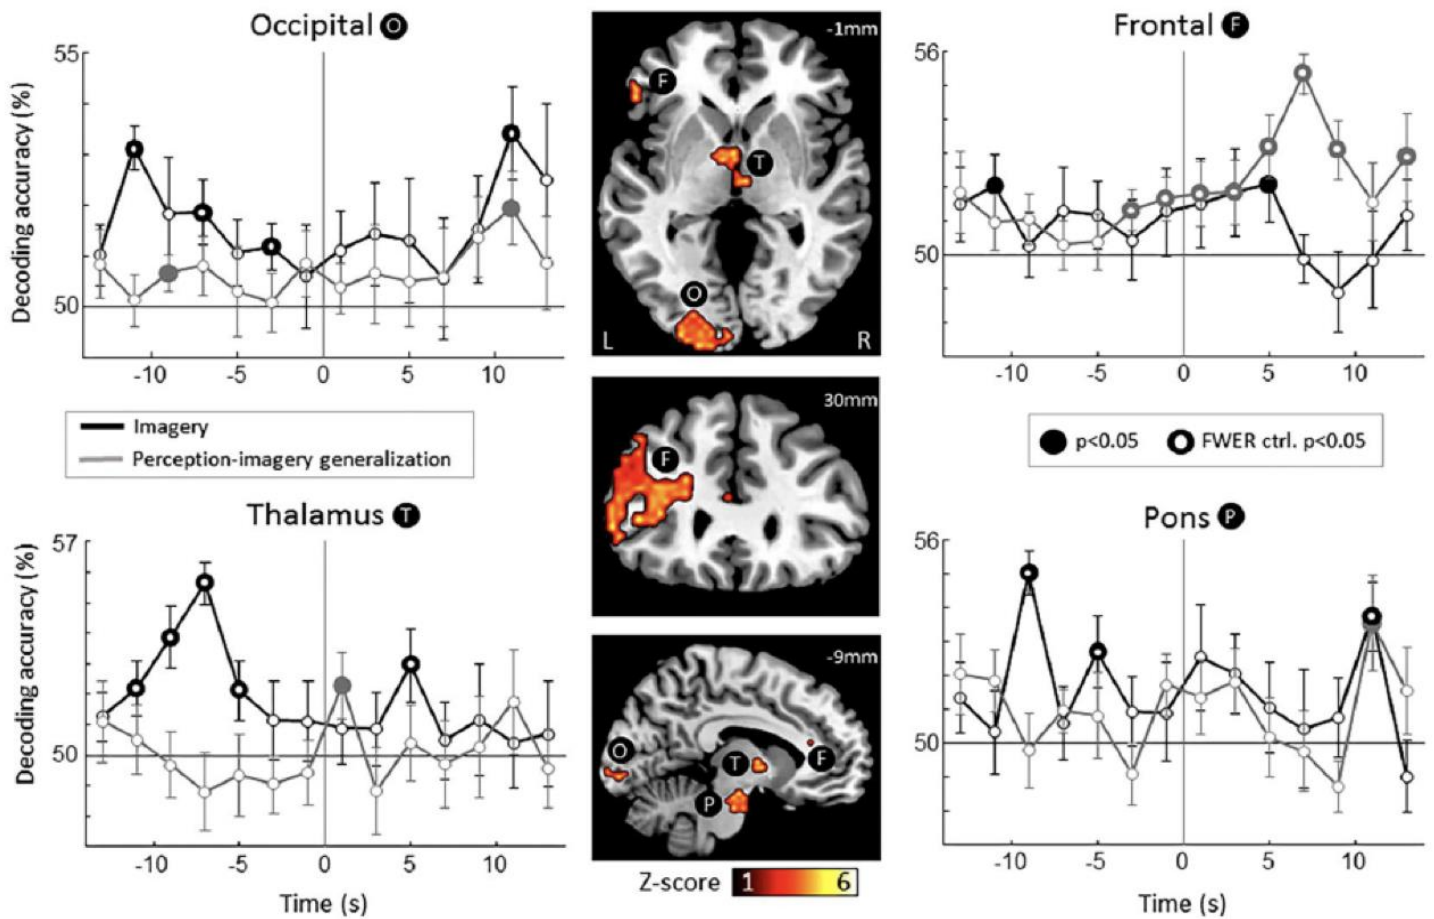 Occipital O
55
Decoding accuracy (%)
50
-10 -5 0 5 10
-1mm
F
T
O
L R
Frontal F
56
50
-10 -5 0 5 10
Imagery
Perception-imagery generalization
30mm
F
p<0.05 FWER ctrl. p<0.05
Thalamus T
57
Decoding accuracy (%)
50
-10 -5 0 5 10
Time (s)
-9mm
O
T F
P
Z-score 1 6
Pons P
56
50
-10 -5 0 5 10
Time (s)